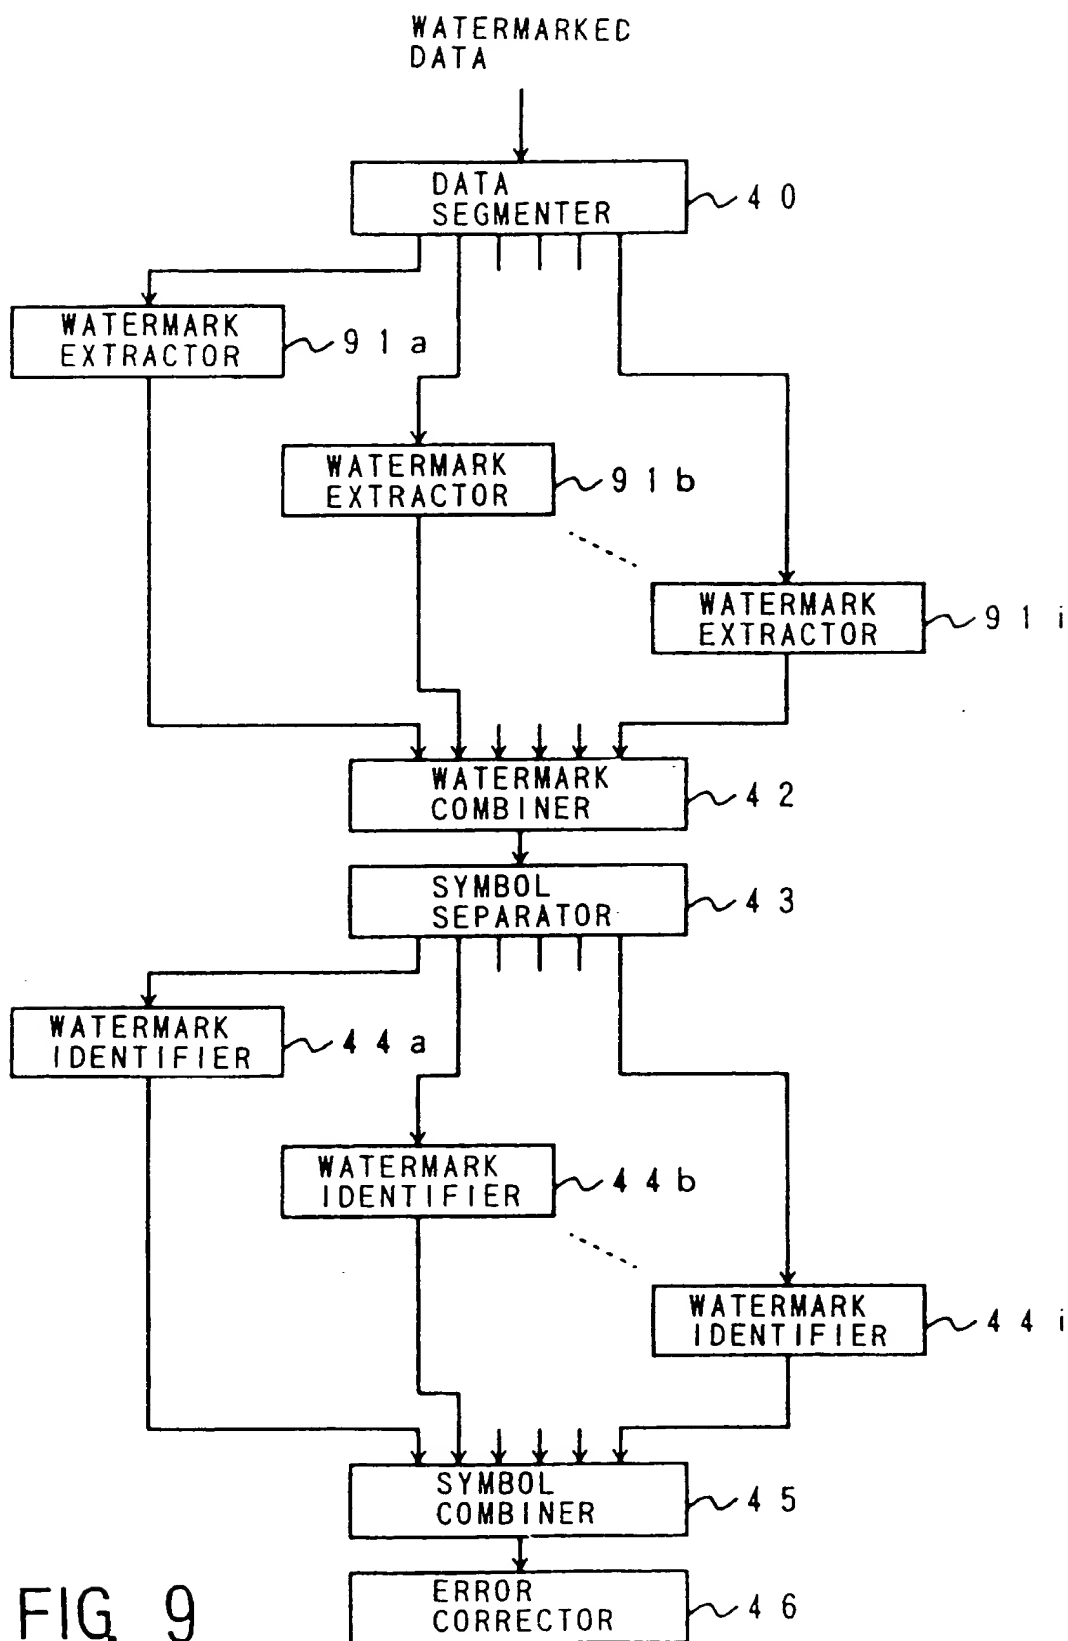 WATERMARKED
DATA
DATA
SEGMENTER
40
WATERMARK
EXTRACTOR
91a
WATERMARK
EXTRACTOR
91b
WATERMARK
EXTRACTOR
91i
WATERMARK
COMBINER
42
SYMBOL
SEPARATOR
43
WATERMARK
IDENTIFIER
44a
WATERMARK
IDENTIFIER
44b
WATERMARK
IDENTIFIER
44i
SYMBOL
COMBINER
45
ERROR
CORRECTOR
46
FIG. 9